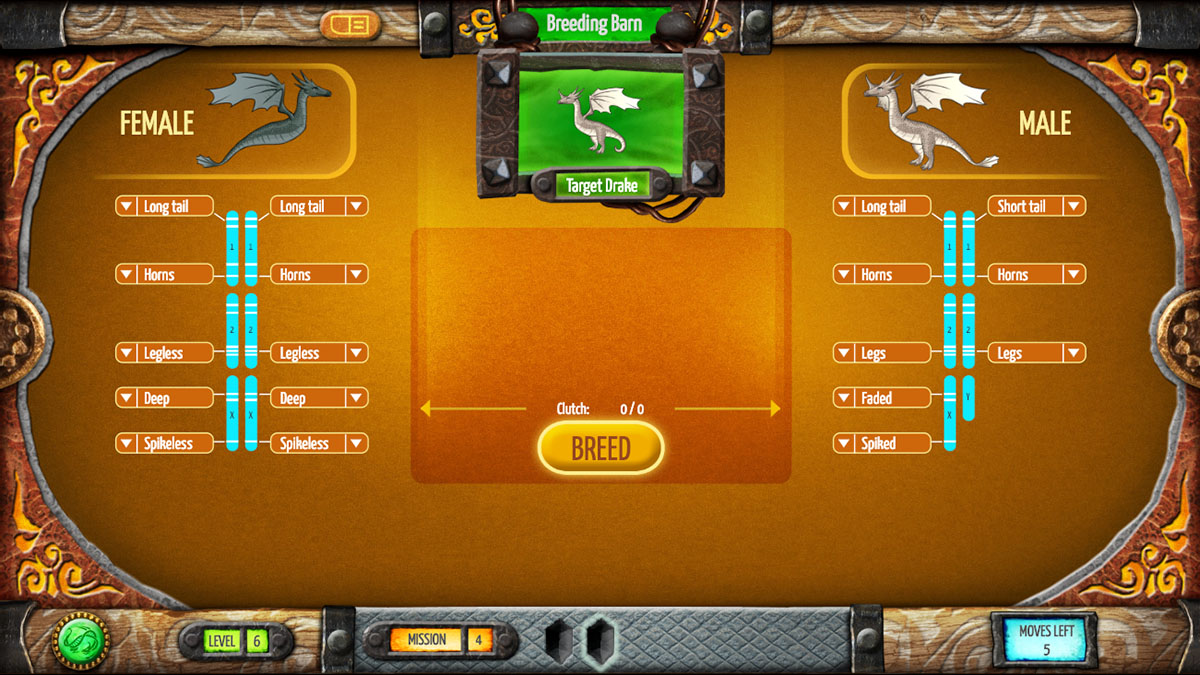 Breeding Barn
FEMALE
MALE
Target Drake
Long tail
Long tail
Long tail
Short tail
1
1
1
1
Horns
Horns
Horns
Horns
2
2
2
2
Legless
Legless
Legs
Legs
Deep
Deep
Faded
X
X
X
Y
Spikeless
Spikeless
Spiked
Clutch: 0 / 0
BREED
LEVEL 6
MISSION 4
MOVES LEFT
5